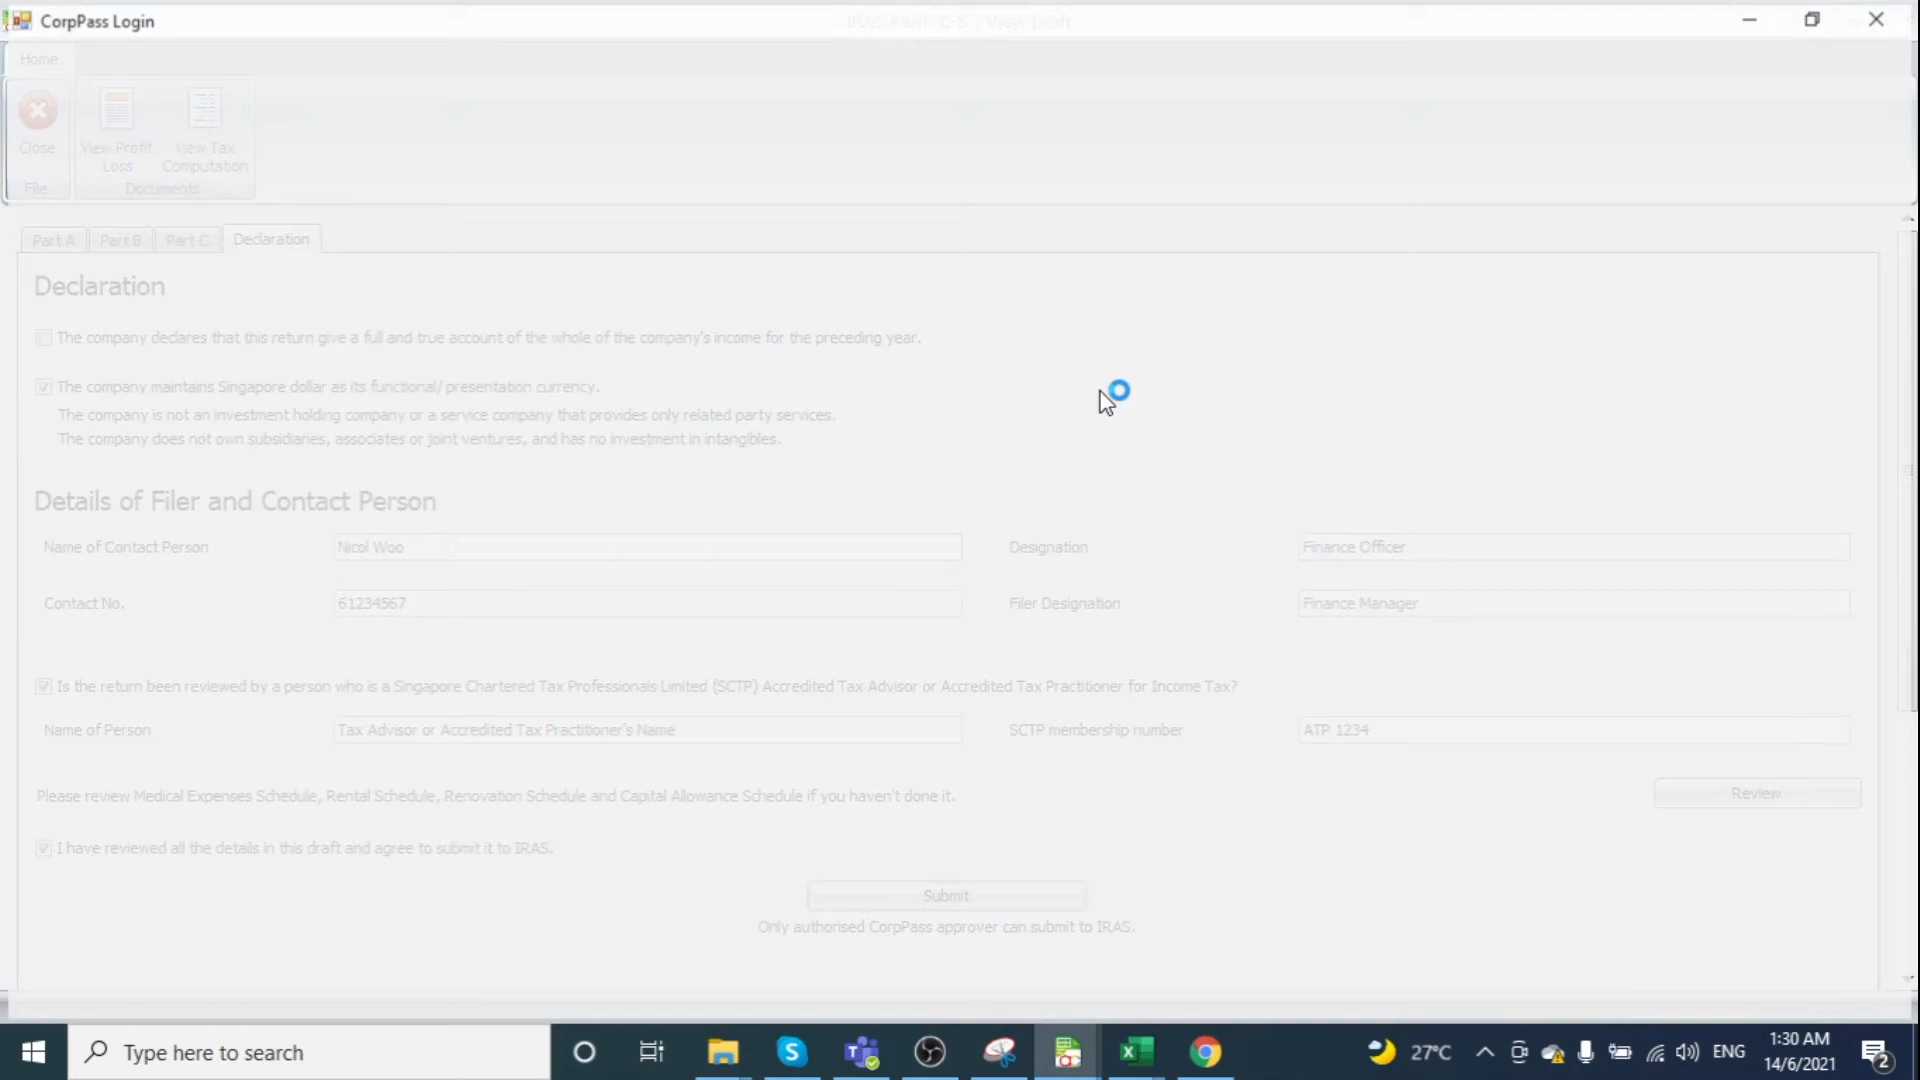 CorpPass Login
IRAS Form C-S : View Draft
Home
Close
View Profit
Loss
View Tax
Computation
File
Documents
Part A
Part B
Part C
Declaration
Declaration
The company declares that this return give a full and true account of the whole of the company's income for the preceding year.
The company maintains Singapore dollar as its functional/ presentation currency.
The company is not an investment holding company or a service company that provides only related party services.
The company does not own subsidiaries, associates or joint ventures, and has no investment in intangibles.
Details of Filer and Contact Person
Name of Contact Person
Nicol Woo
Designation
Finance Officer
Contact No.
61234567
Filer Designation
Finance Manager
Is the return been reviewed by a person who is a Singapore Chartered Tax Professionals Limited (SCTP) Accredited Tax Advisor or Accredited Tax Practitioner for Income Tax?
Name of Person
Tax Advisor or Accredited Tax Practitioner's Name
SCTP membership number
ATP 1234
Please review Medical Expenses Schedule, Rental Schedule, Renovation Schedule and Capital Allowance Schedule if you haven't done it.
Review
I have reviewed all the details in this draft and agree to submit it to IRAS.
Submit
Only authorised CorpPass approver can submit to IRAS.
Type here to search
27°C
ENG
1:30 AM
14/6/2021
2